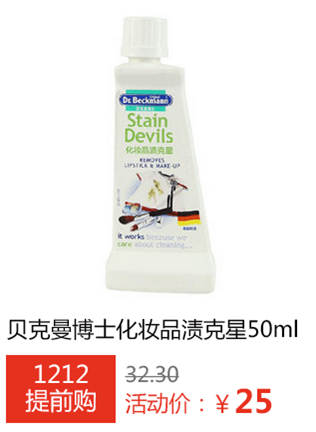 Original
Dr. Beckmann
Stain
Devils
化妆品渍克星
REMOVES
LIPSTICK & MAKE-UP
it works because we
care about cleaning...
贝克曼博士化妆品渍克星50ml
1212 32.30
提前购 活动价：￥25